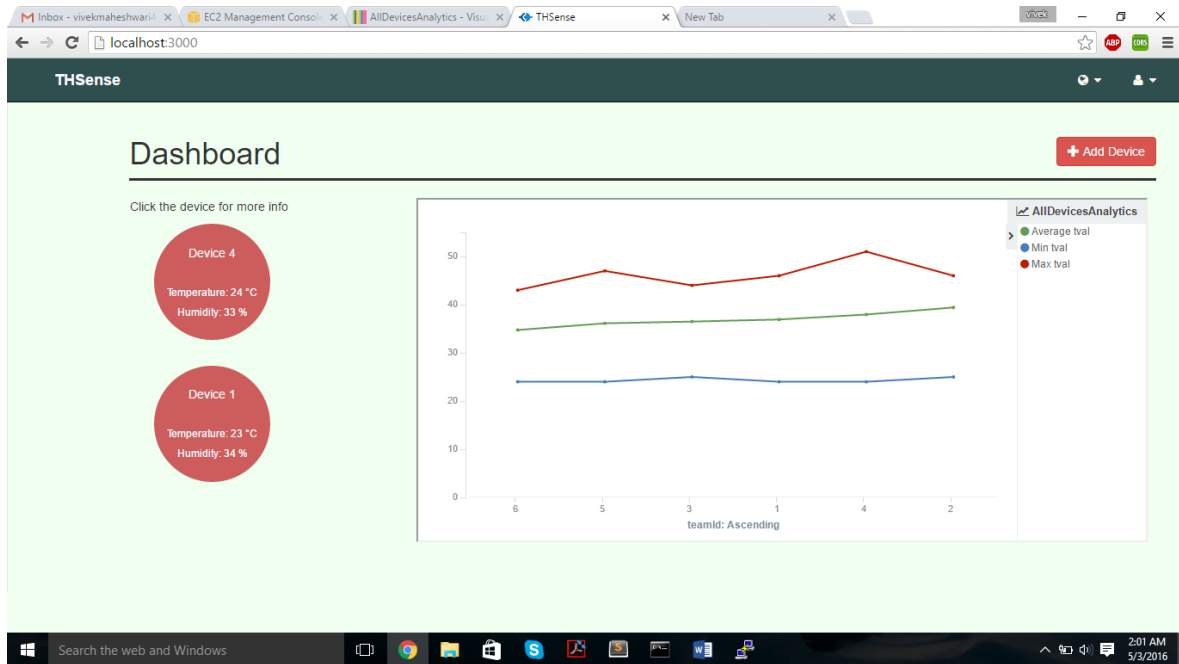 Inbox - vivekmaheshwari4
EC2 Management Console
AllDevicesAnalytics - Visu
THSense
New Tab
vivek
localhost:3000
ABP
CORS
THSense
Dashboard
Add Device
Click the device for more info
Device 4
Temperature: 24 °C
Humidity: 33 %
Device 1
Temperature: 23 °C
Humidity: 34 %
AllDevicesAnalytics
Average tval
Min tval
Max tval
50
40
30
20
10
0
6 5 3 1 4 2
teamId: Ascending
Search the web and Windows
2:01 AM
5/3/2016